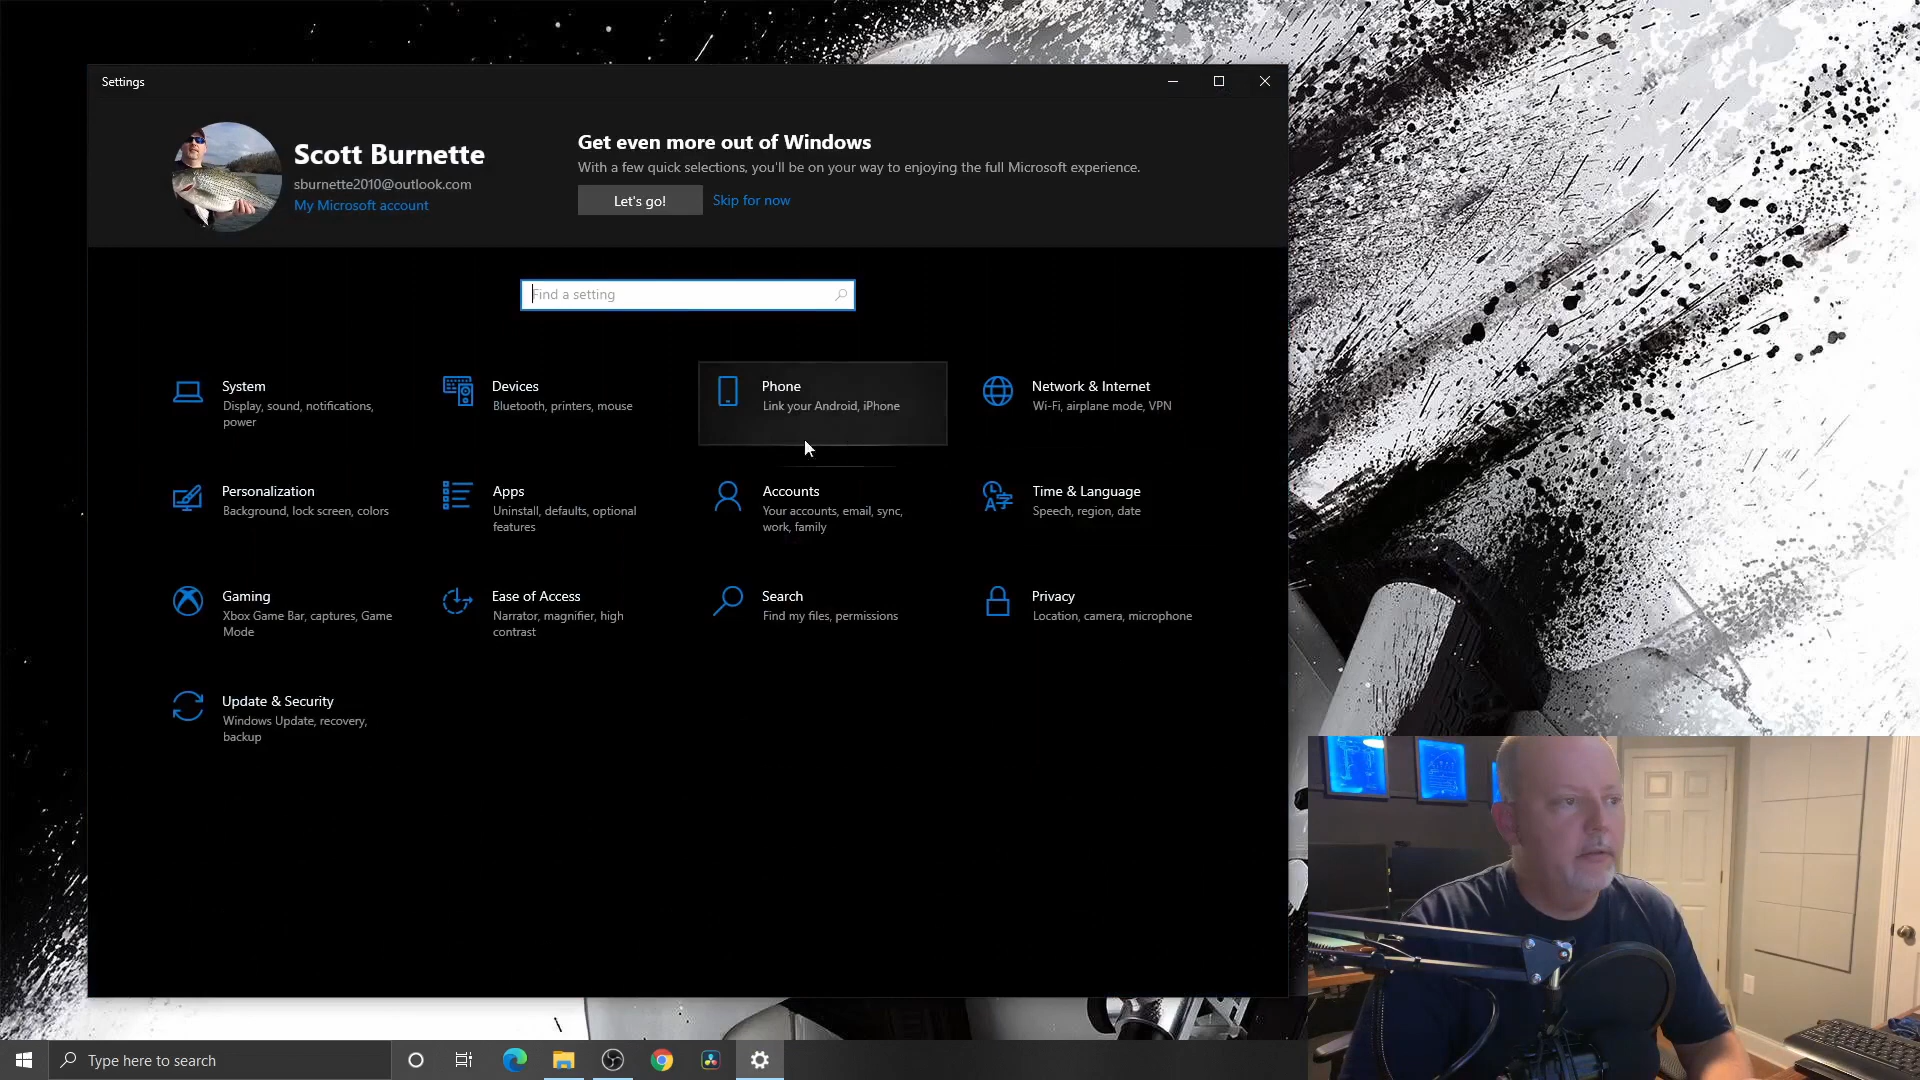 Settings
Scott Burnette
sburnette2010@outlook.com
My Microsoft account
Get even more out of Windows
With a few quick selections, you'll be on your way to enjoying the full Microsoft experience.
Let's go!
Skip for now
Find a setting
System
Display, sound, notifications,
power
Devices
Bluetooth, printers, mouse
Phone
Link your Android, iPhone
Network & Internet
Wi-Fi, airplane mode, VPN
Personalization
Background, lock screen, colors
Apps
Uninstall, defaults, optional
features
Accounts
Your accounts, email, sync,
work, family
Time & Language
Speech, region, date
Gaming
Xbox Game Bar, captures, Game
Mode
Ease of Access
Narrator, magnifier, high
contrast
Search
Find my files, permissions
Privacy
Location, camera, microphone
Update & Security
Windows Update, recovery,
backup
Type here to search